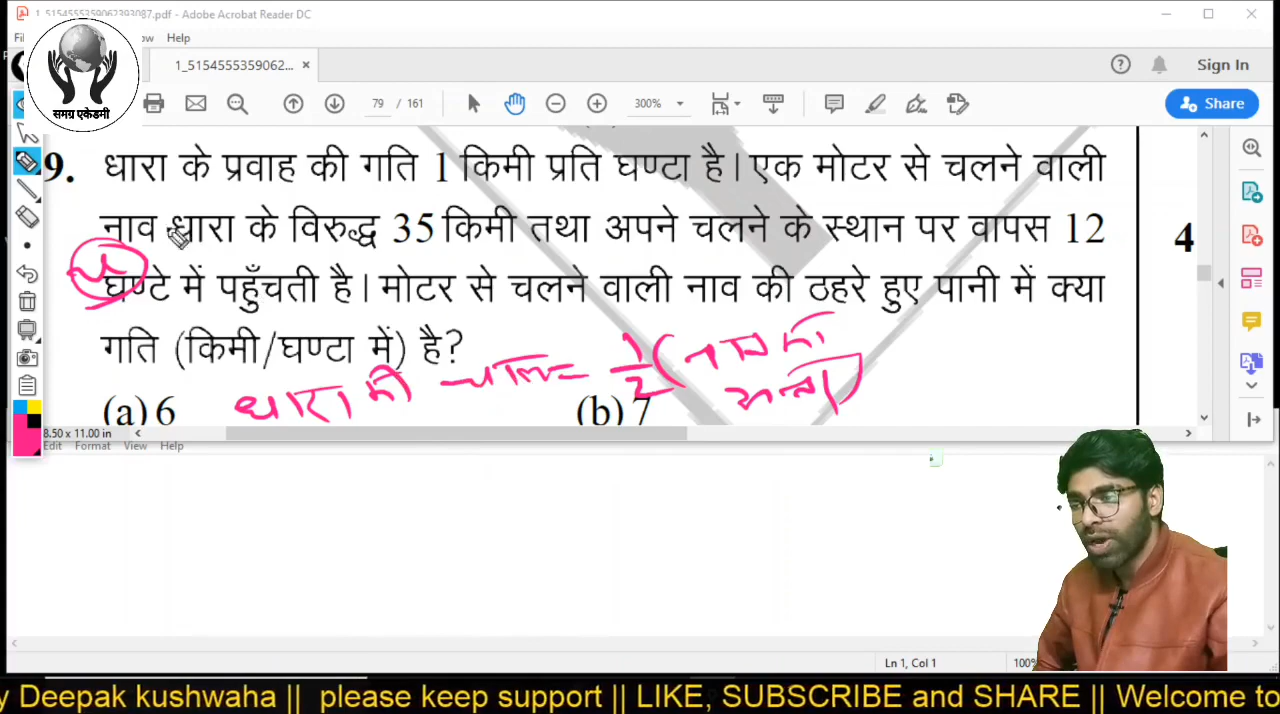 1_5154555359062393087.pdf - Adobe Acrobat Reader DC
Help
1_5154555359062... ×
Sign In
79 / 161
300%
Share
समग्र एकेडमी
9. धारा के प्रवाह की गति 1 किमी प्रति घण्टा है। एक मोटर से चलने वाली
नाव धारा के विरुद्ध 35 किमी तथा अपने चलने के स्थान पर वापस 12
4
घण्टे में पहुँचती है। मोटर से चलने वाली नाव की ठहरे हुए पानी में क्या
गति (किमी/घण्टा में) है?
धारा की चाल = 1/2 (
(a) 6
(b) 7
8.50 x 11.00 in
Edit Format View Help
Ln 1, Col 1
100%
y Deepak kushwaha || please keep support || LIKE, SUBSCRIBE and SHARE || Welcome to